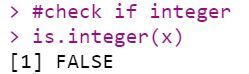 > #check if integer
> is.integer(x)
[1] FALSE